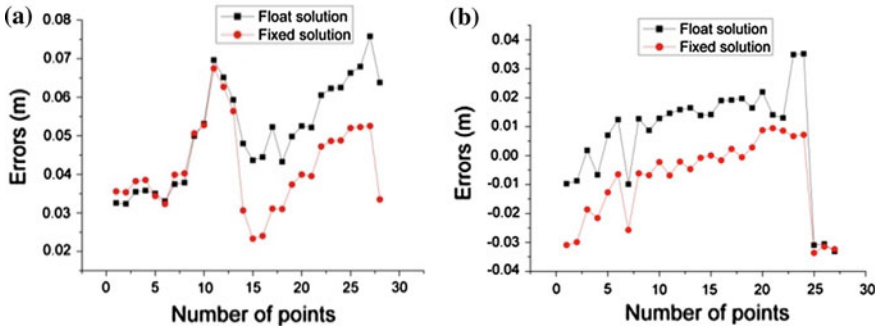 (a)
0.08
0.07
0.06
0.05
0.04
0.03
0.02
Errors (m)
Float solution
Fixed solution
0 5 10 15 20 25 30
Number of points
(b)
0.04
0.03
0.02
0.01
0.00
-0.01
-0.02
-0.03
-0.04
Errors (m)
Float solution
Fixed solution
0 5 10 15 20 25 30
Number of points